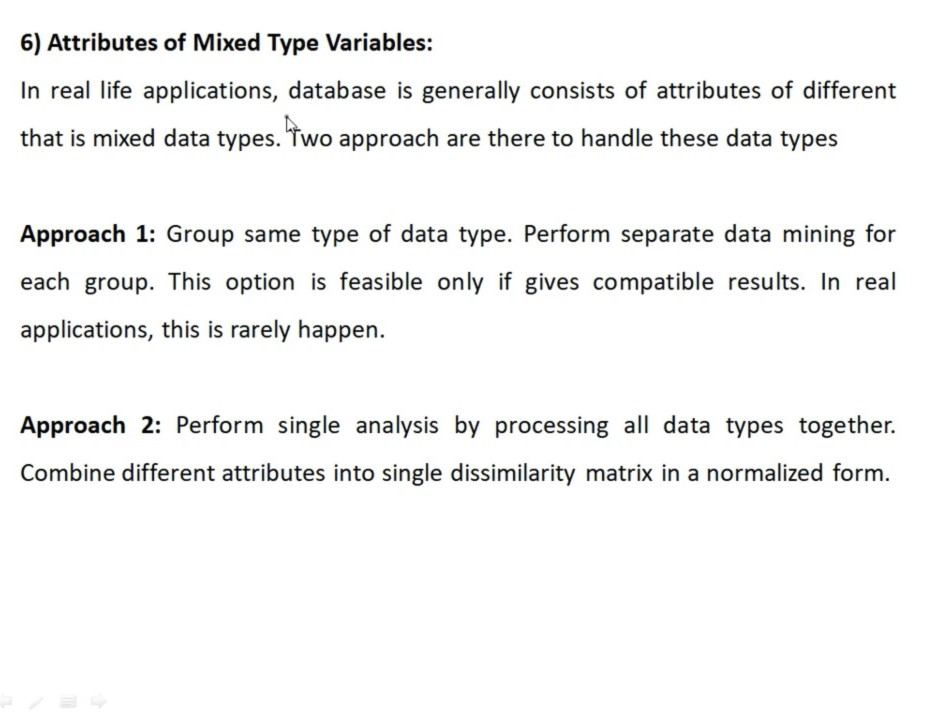 6) Attributes of Mixed Type Variables:
In real life applications, database is generally consists of attributes of different
that is mixed data types. Two approach are there to handle these data types
Approach 1: Group same type of data type. Perform separate data mining for
each group. This option is feasible only if gives compatible results. In real
applications, this is rarely happen.
Approach 2: Perform single analysis by processing all data types together.
Combine different attributes into single dissimilarity matrix in a normalized form.